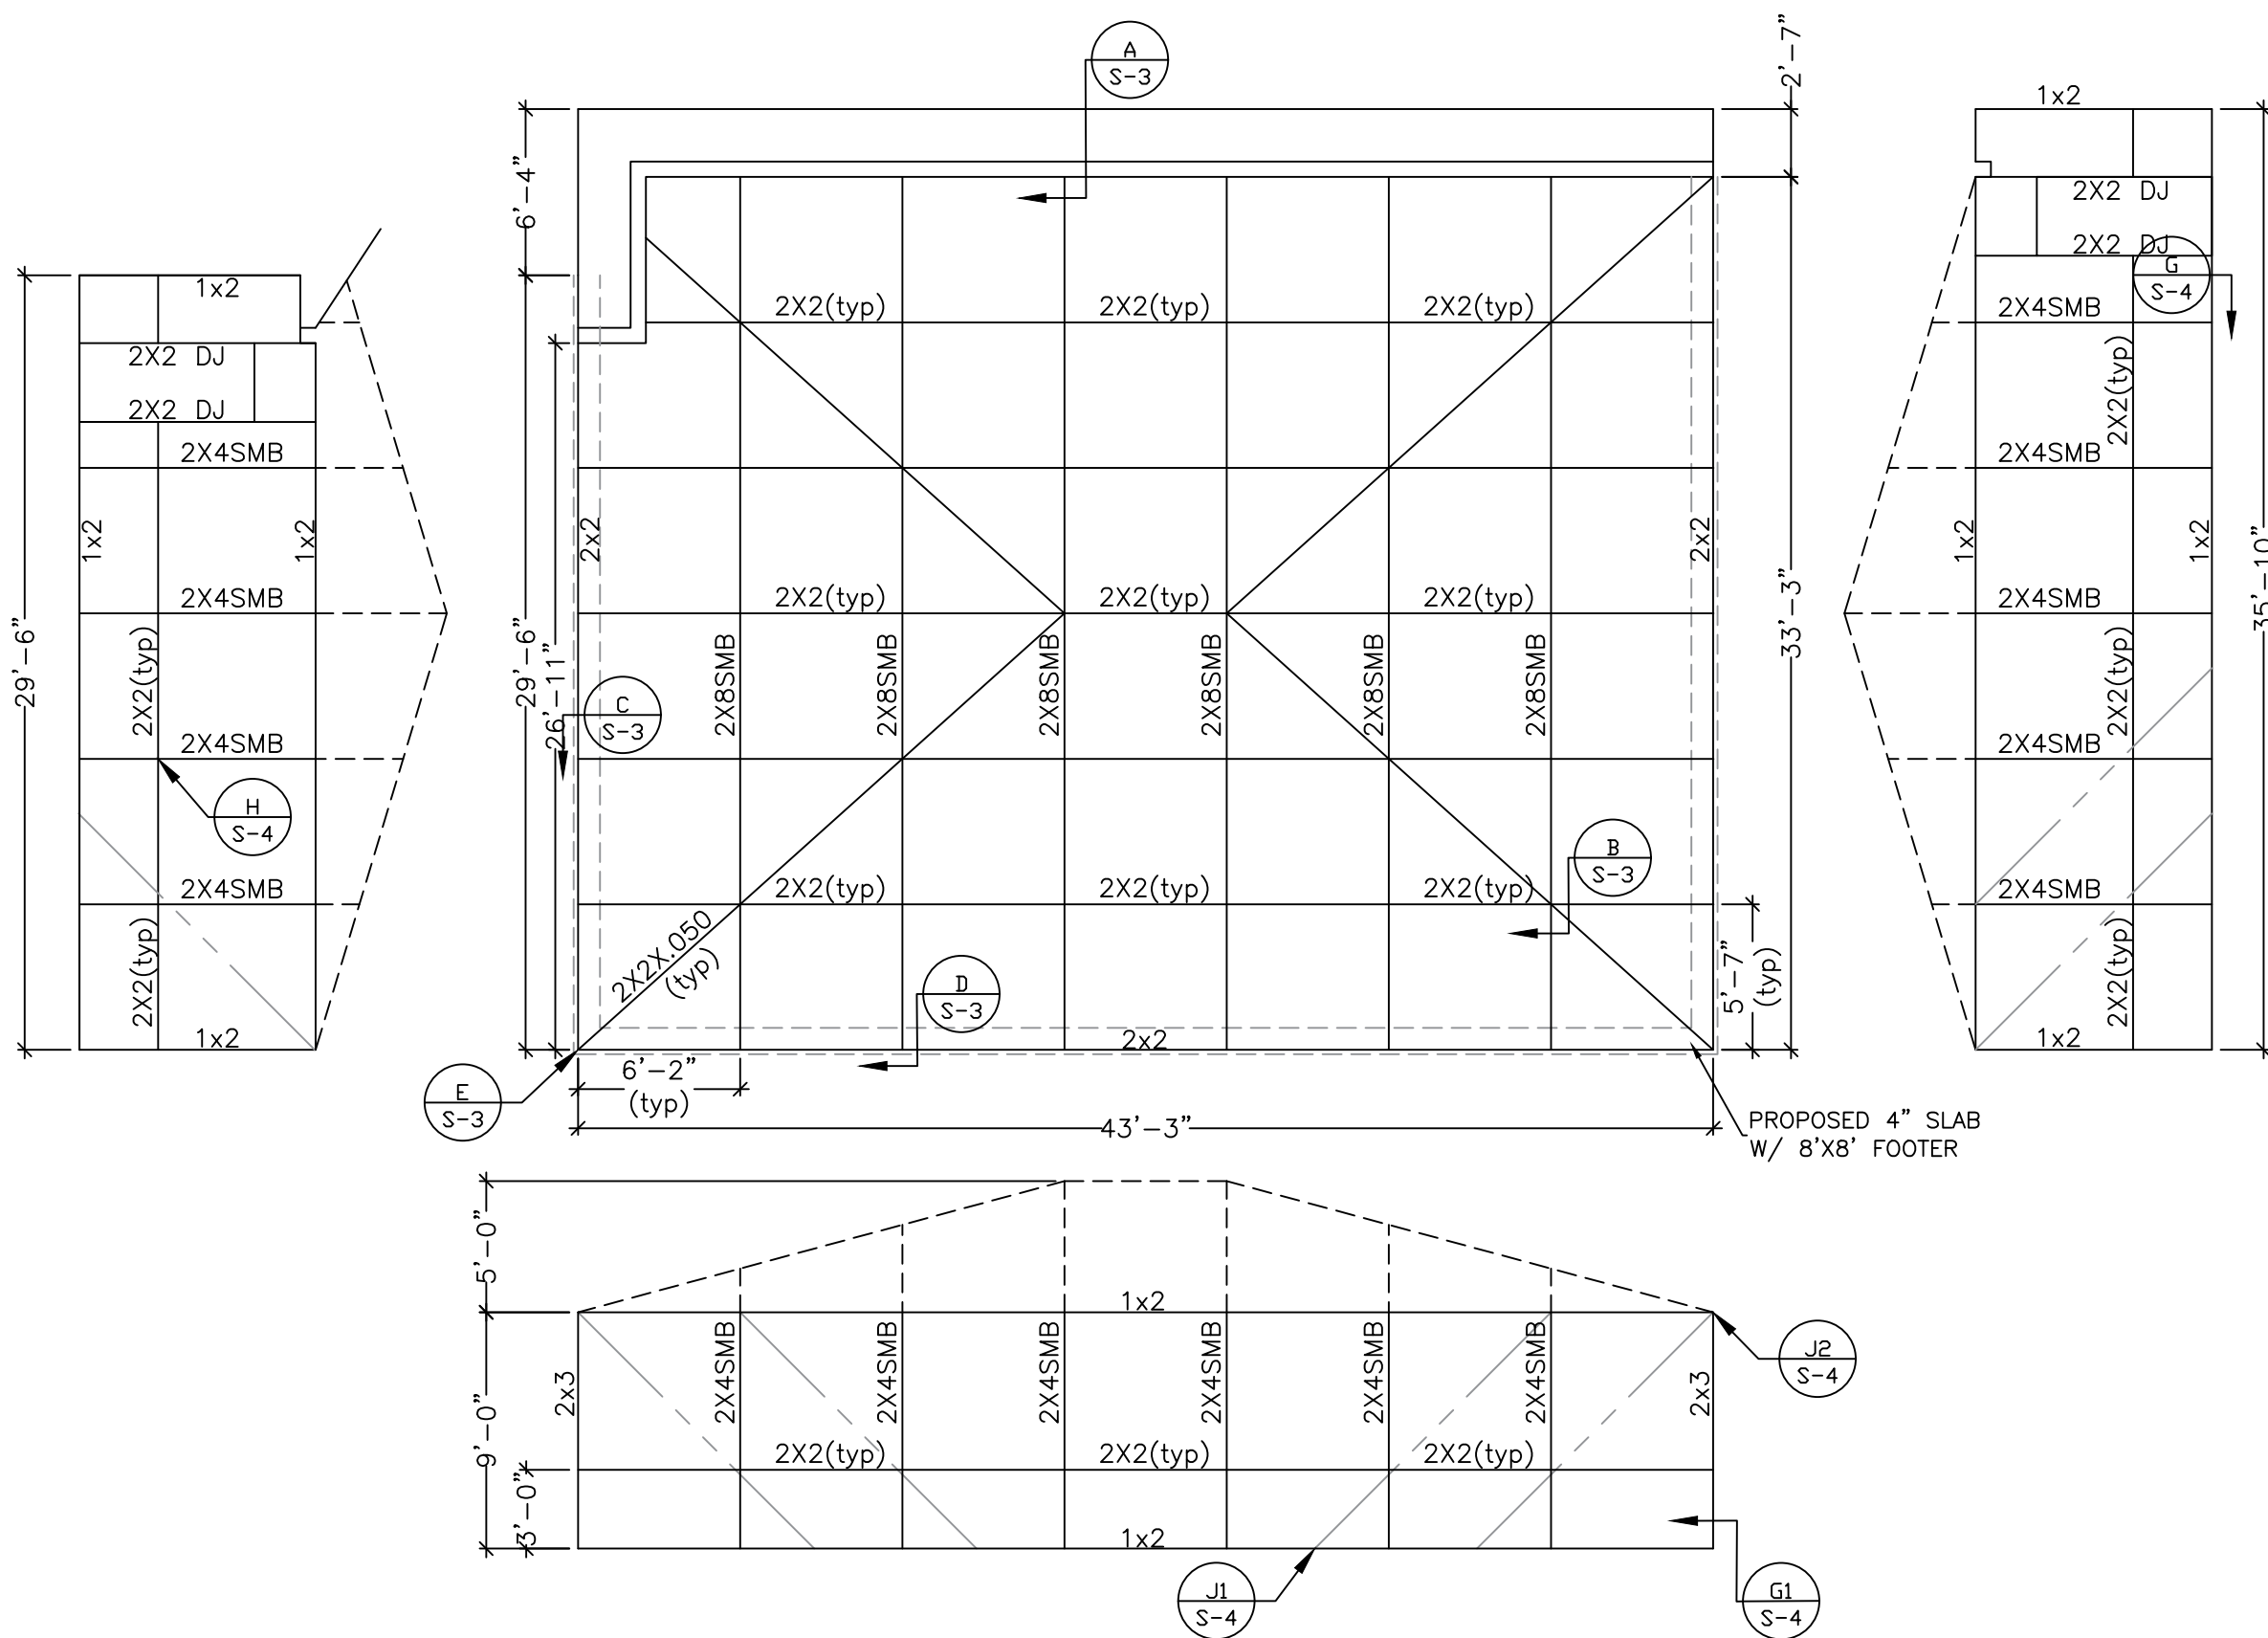 A
S-3
2'-7"
6'-4"
1x2
1x2
2X2 DJ
2X2 DJ
2X2 DJ
2X2 DJ
G
S-4
2X2(typ)
2X2(typ)
2X2(typ)
2X4SMB
2X4SMB
2X4SMB
2X2(typ)
1x2
1x2
2x2
2x2
1x2
1x2
35'-10"
29'-6"
29'-6"
26'-11"
33'-3"
2X4SMB
2X2(typ)
2X2(typ)
2X2(typ)
2X4SMB
2X2(typ)
2X8SMB
2X8SMB
2X8SMB
2X8SMB
2X8SMB
2X8SMB
2X2(typ)
C
S-3
2X4SMB
2X4SMB
H
S-4
B
S-3
2X4SMB
2X2(typ)
2X2(typ)
2X2(typ)
2X4SMB
2X2(typ)
2X2X.050
(typ)
D
S-3
5'-7"
(typ)
2X2(typ)
1x2
2x2
1x2
6'-2"
(typ)
E
S-3
43'-3"
PROPOSED 4" SLAB
W/ 8'X8' FOOTER
5'-0"
1x2
9'-0"
2x3
2X4SMB
2X4SMB
2X4SMB
2X4SMB
2X4SMB
2X4SMB
2x3
J2
S-4
2X2(typ)
2X2(typ)
2X2(typ)
3'-0"
1x2
J1
S-4
G1
S-4